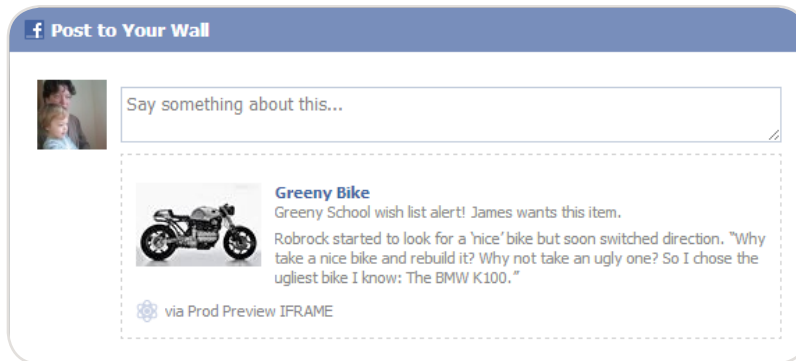 f Post to Your Wall
Say something about this...
Greeny Bike
Greeny School wish list alert! James wants this item.
Robrock started to look for a ‘nice’ bike but soon switched direction. “Why
take a nice bike and rebuild it? Why not take an ugly one? So I chose the
ugliest bike I know: The BMW K100.”
via Prod Preview IFRAME